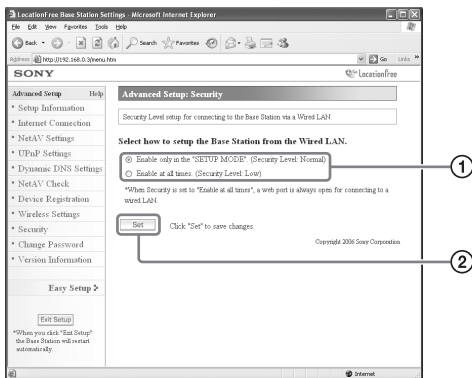 LocationFree Base Station Settings - Microsoft Internet Explorer
File Edit View Favorites Tools Help
Back Search Favorites
Address http://192.168.0.3/menu.htm Go Links »
SONY LocationFree
Advanced Setup Help
* Setup Information
* Internet Connection
* NetAV Settings
* UPnP Settings
* Dynamic DNS Settings
* NetAV Check
* Device Registration
* Wireless Settings
* Security
* Change Password
* Version Information
Easy Setup
Exit Setup
*When you click "Exit Setup"
the Base Station will restart
automatically.
Advanced Setup: Security
Security Level setup for connecting to the Base Station via a Wired LAN.
Select how to setup the Base Station from the Wired LAN.
Enable only in the "SETUP MODE". (Security Level: Normal)
Enable at all times. (Security Level: Low)
*When Security is set to "Enable at all times", a web port is always open for connecting to a
wired LAN.
Set Click "Set" to save changes.
Copyright 2006 Sony Corporation
Internet
1
2